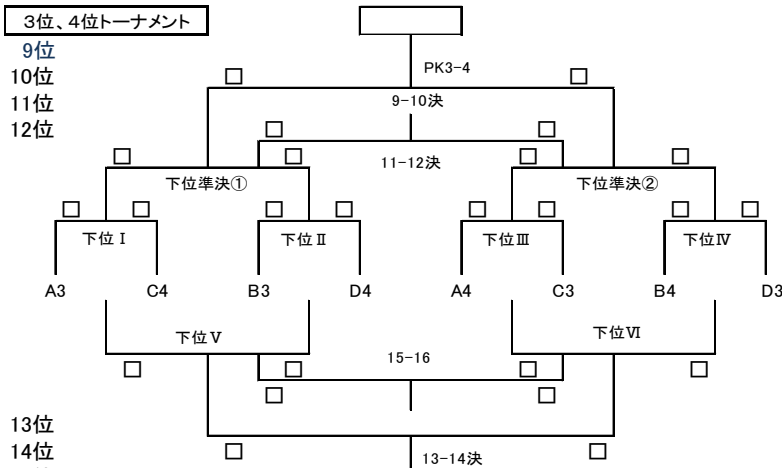 3位、4位トーナメント
9位
10位
11位
12位
PK3-4
9-10決
11-12決
下位準決①
下位準決②
下位Ⅰ
下位Ⅱ
下位Ⅲ
下位Ⅳ
A3
C4
B3
D4
A4
C3
B4
D3
下位Ⅴ
下位Ⅵ
15-16
13位
14位
13-14決